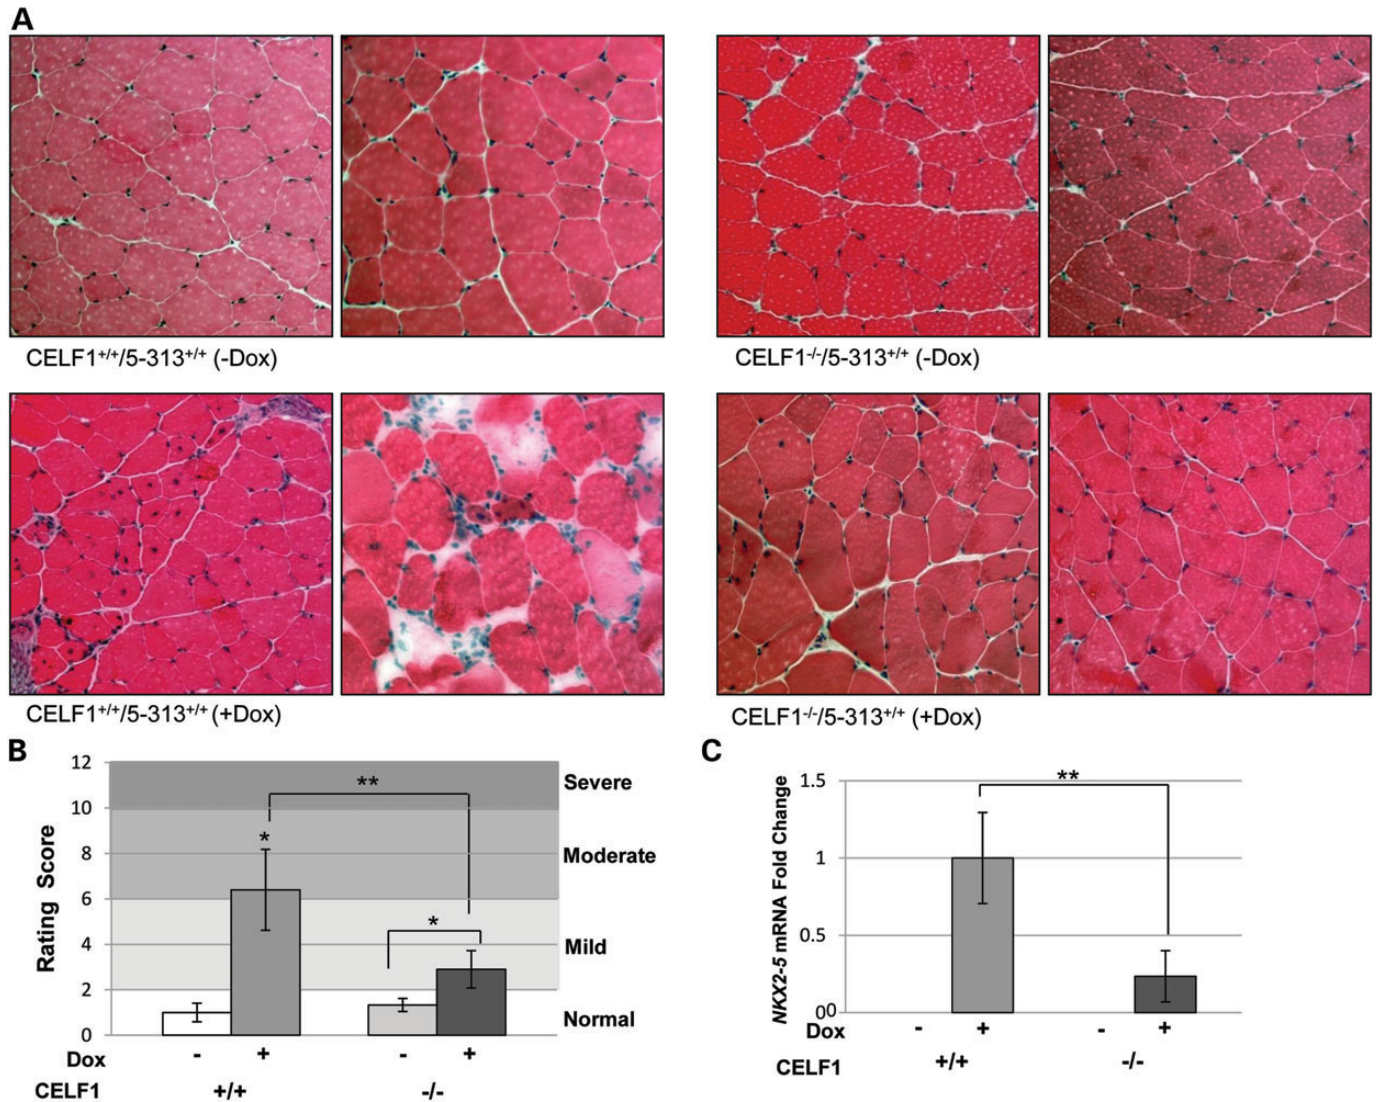 A
CELF1+/+/5-313+/+ (-Dox)
CELF1-/-/5-313+/+ (-Dox)
CELF1+/+/5-313+/+ (+Dox)
CELF1-/-/5-313+/+ (+Dox)
B
Rating Score
12
10
8
6
4
2
0
**
*
*
Severe
Moderate
Mild
Normal
Dox - + - +
CELF1 +/+ -/-
C
NKX2-5 mRNA Fold Change
1.5
1
0.5
00
**
Dox - + - +
CELF1 +/+ -/-